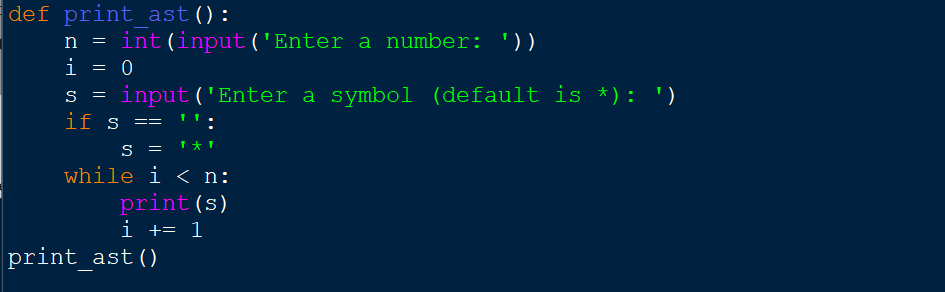 def print_ast():
    n = int(input('Enter a number: '))
    i = 0
    s = input('Enter a symbol (default is *): ')
    if s == '':
        s = '*'
    while i < n:
        print(s)
        i += 1
print_ast()